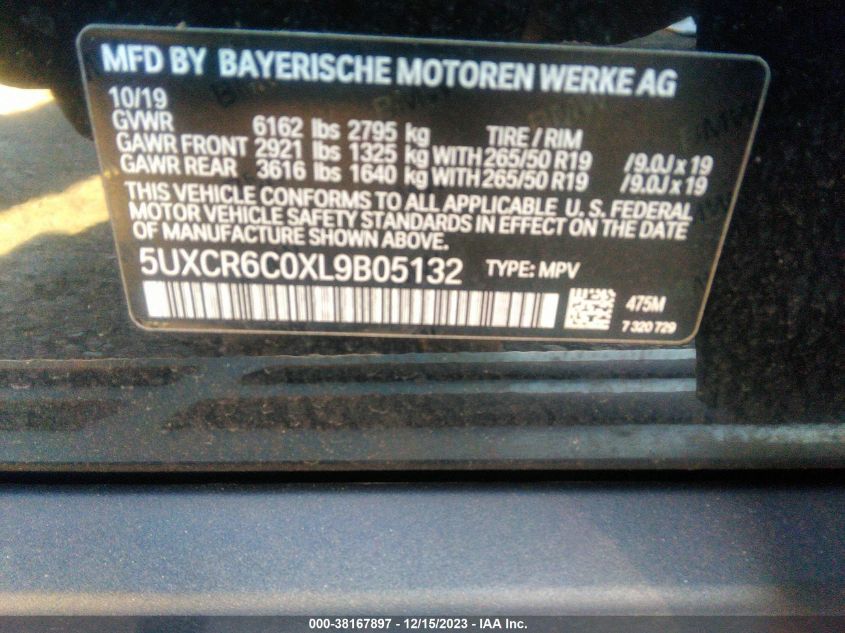 MFD BY BAYERISCHE MOTOREN WERKE AG
10/19
GVWR 6162 lbs 2795 kg TIRE / RIM
GAWR FRONT 2921 lbs 1325 kg WITH 265/50 R19 /9.0J x 19
GAWR REAR 3616 lbs 1640 kg WITH 265/50 R19 /9.0J x 19
THIS VEHICLE CONFORMS TO ALL APPLICABLE U. S. FEDERAL
MOTOR VEHICLE SAFETY STANDARDS IN EFFECT ON THE DATE
OF MANUFACTURE SHOWN ABOVE.
5UXCR6C0XL9B05132 TYPE: MPV
475M
7 320 729
000-38167897 - 12/15/2023 - IAA Inc.